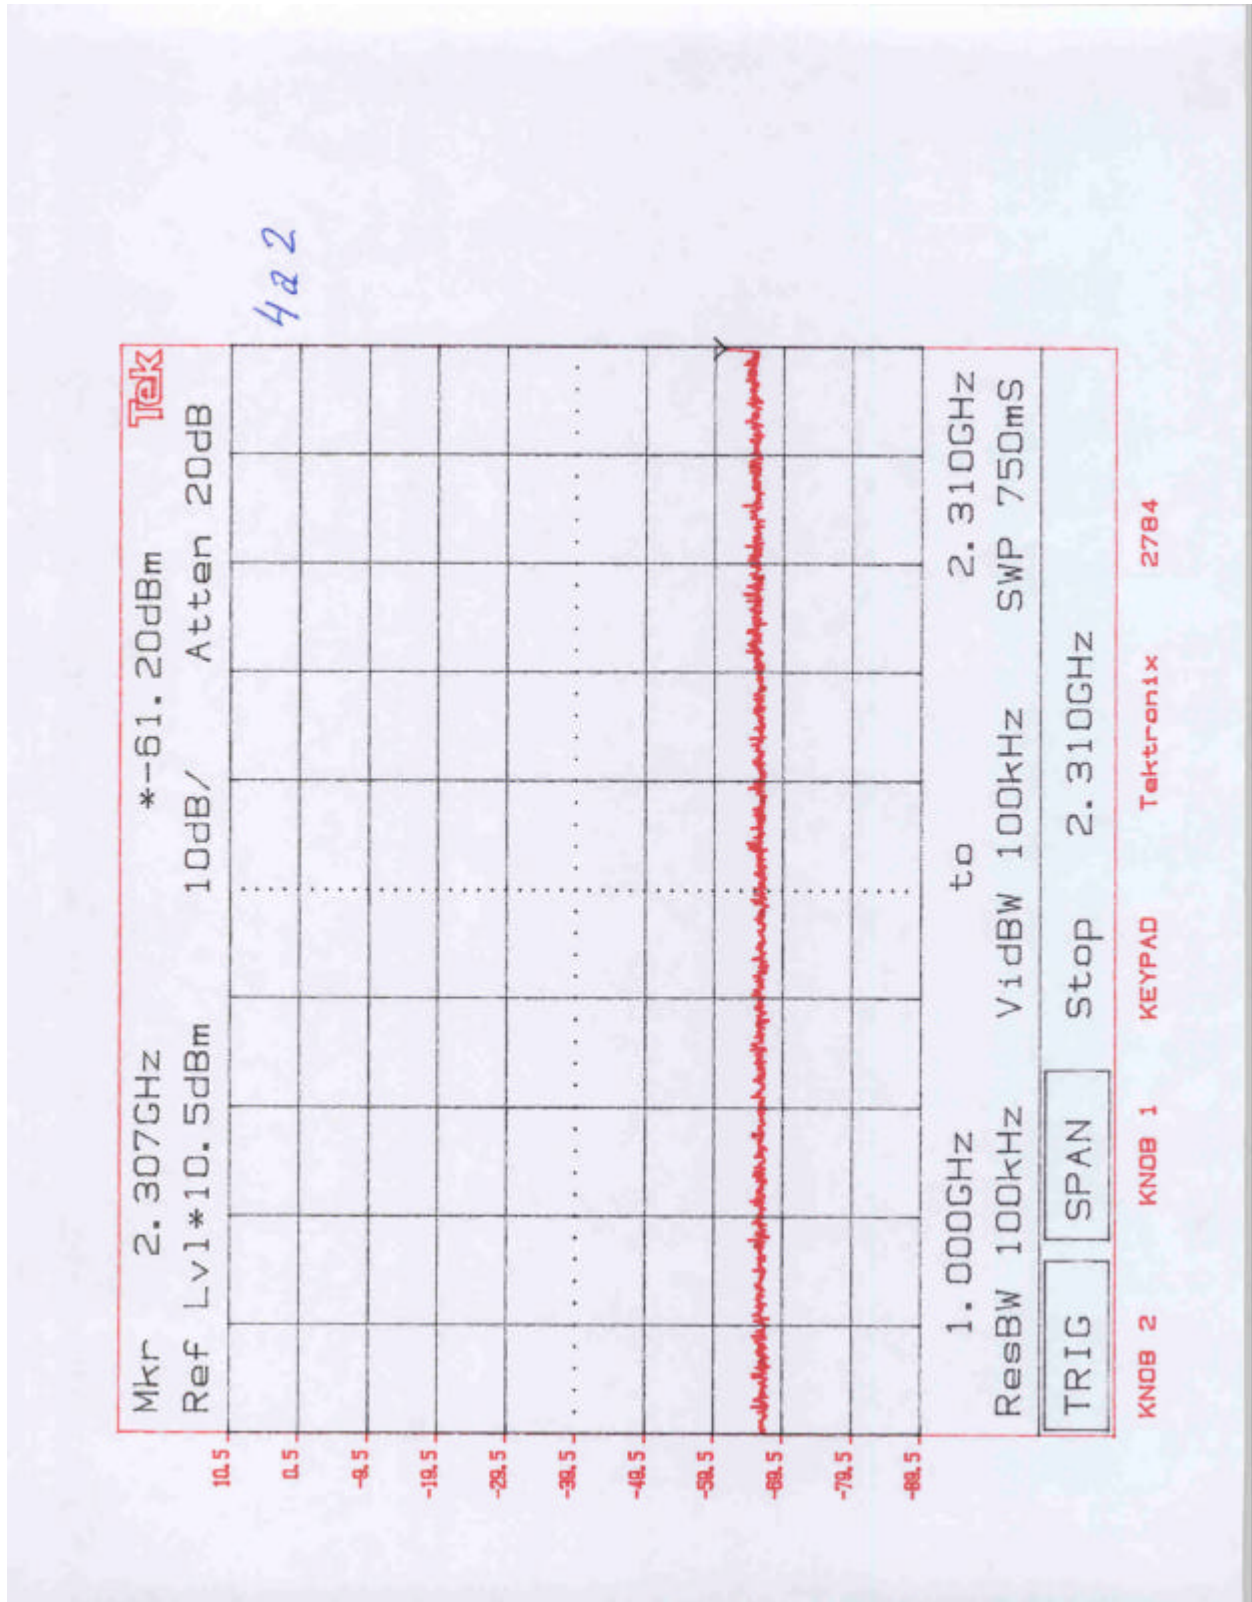 Mkr 2.307GHz *-61.20dBm Tek
Ref Lvl*10.5dBm 10dB/ Atten 20dB
4a2
10.5
0.5
-9.5
-19.5
-29.5
-39.5
-49.5
-59.5
-69.5
-79.5
-89.5
1.000GHz to 2.310GHz
ResBW 100kHz VidBW 100kHz SWP 750mS
TRIG SPAN Stop 2.310GHz
KNOB 2 KNOB 1 KEYPAD Tektronix 2784